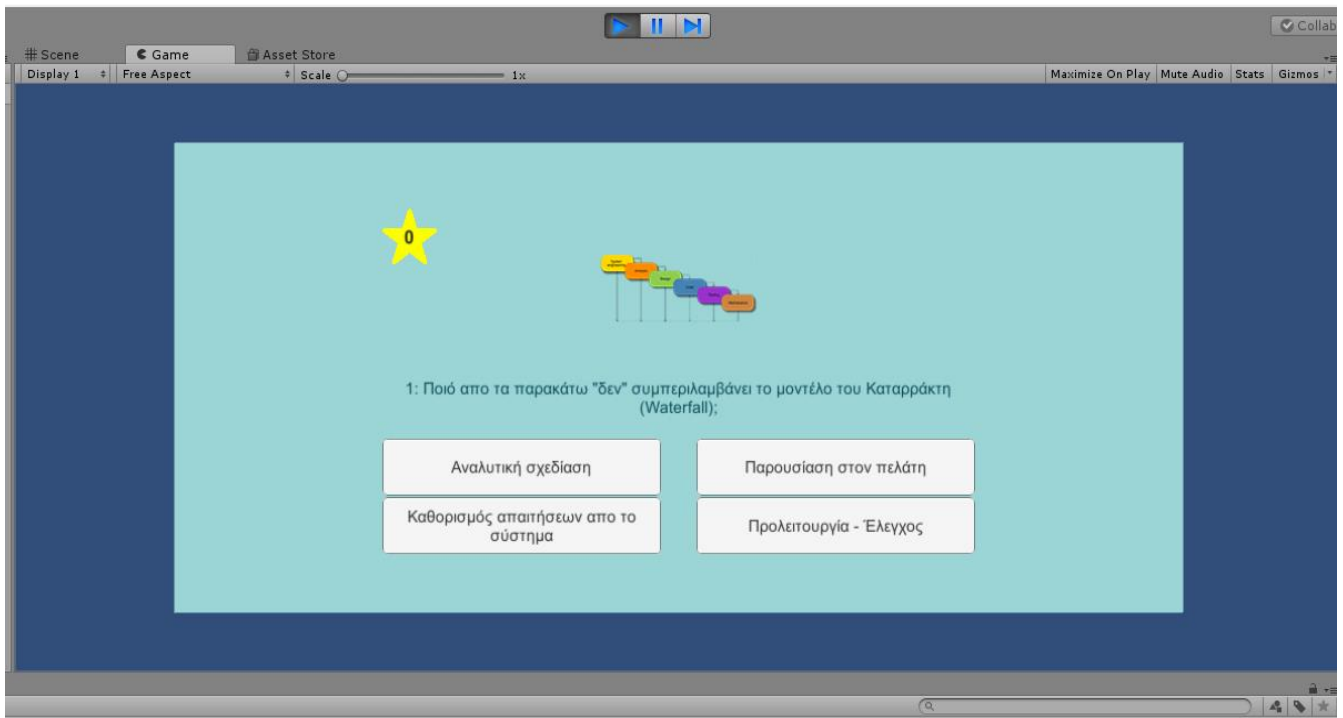 Collab
Scene
Game
Asset Store
Display 1
Free Aspect
Scale
1x
Maximize On Play
Mute Audio
Stats
Gizmos
0
1: Ποιό απο τα παρακάτω "δεν" συμπεριλαμβάνει το μοντέλο του Καταρράκτη
(Waterfall);
Αναλυτική σχεδίαση
Παρουσίαση στον πελάτη
Καθορισμός απαιτήσεων απο το
σύστημα
Προλειτουργία - Έλεγχος